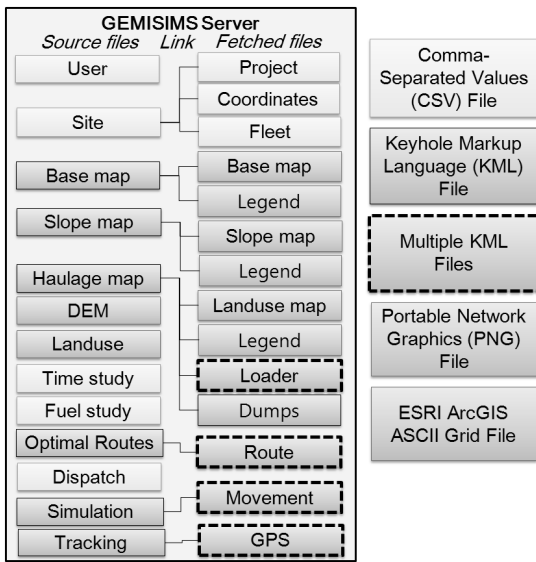 GEMISIMS Server
Source files Link Fetched files
User
Site
Base map
Slope map
Haulage map
DEM
Landuse
Time study
Fuel study
Optimal Routes
Dispatch
Simulation
Tracking
Project
Coordinates
Fleet
Base map
Legend
Slope map
Legend
Landuse map
Legend
Loader
Dumps
Route
Movement
GPS
Comma-
Separated Values
(CSV) File
Keyhole Markup
Language (KML)
File
Multiple KML
Files
Portable Network
Graphics (PNG)
File
ESRI ArcGIS
ASCII Grid File